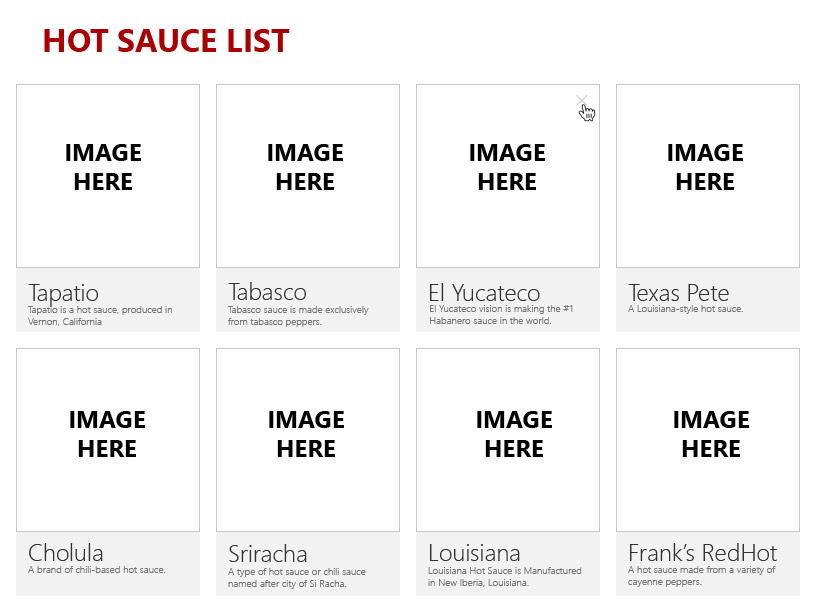 HOT SAUCE LIST
IMAGE
HERE
IMAGE
HERE
IMAGE
HERE
IMAGE
HERE
Tapatio
Tapatio is a hot sauce, produced in
Vernon, California
Tabasco
Tabasco sauce is made exclusively
from tabasco peppers.
El Yucateco
El Yucateco vision is making the #1
Habanero sauce in the world.
Texas Pete
A Louisiana-style hot sauce.
IMAGE
HERE
IMAGE
HERE
IMAGE
HERE
IMAGE
HERE
Cholula
A brand of chili-based hot sauce.
Sriracha
A type of hot sauce or chili sauce
named after city of Si Racha.
Louisiana
Louisiana Hot Sauce is Manufactured
in New Iberia, Louisiana.
Frank’s RedHot
A hot sauce made from a variety of
cayenne peppers.